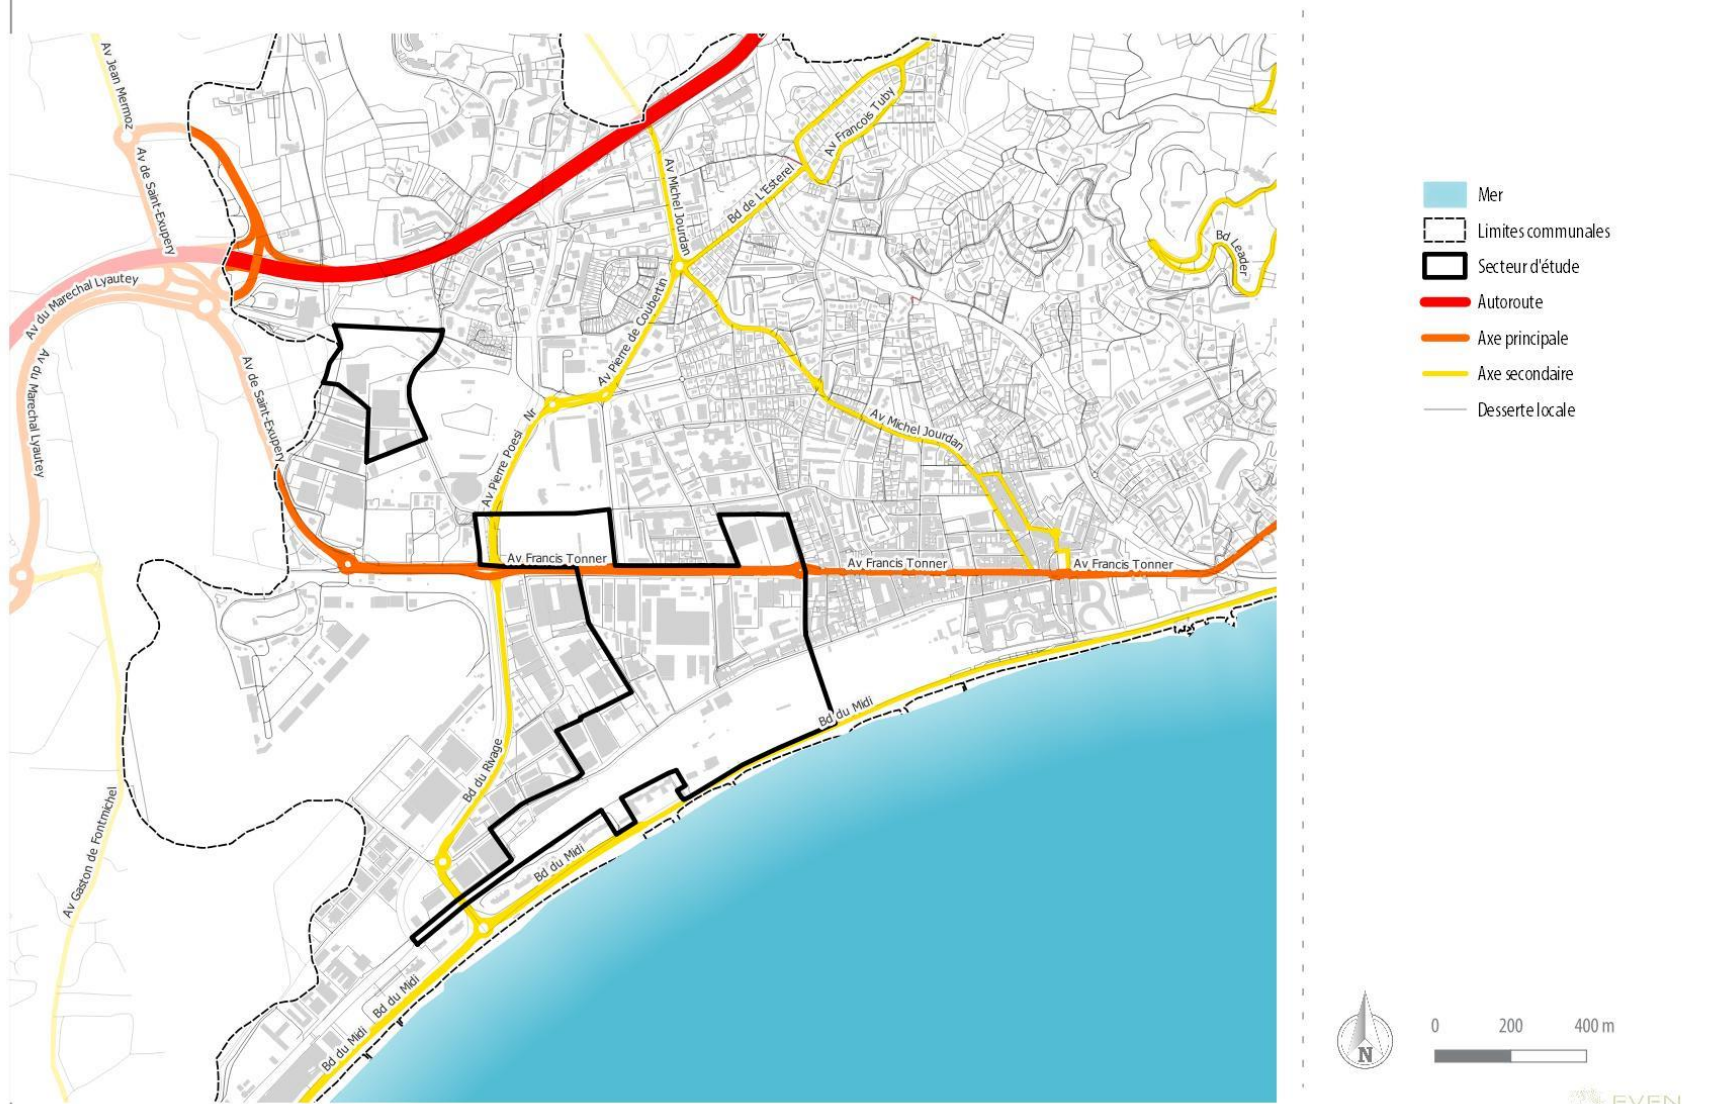 Av Jean Mermoz
Av de Saint-Exupery
Av du Marechal Lyautey
Av du Marechal Lyautey
Av de Saint-Exupery
Av Michel Jourdan
Bd de L'Esterel
Av Francois Tuby
Bd Leader
Av Pierre de Coubertin
Av Pierre Poesi
Nr
Av Michel Jourdan
Av Francis Tonner
Av Francis Tonner
Av Francis Tonner
Bd du Midi
Bd du Rivage
Bd du Midi
Av Gaston de Fontmichel
Bd du Midi
Bd du Midi
Mer
Limites communales
Secteur d'étude
Autoroute
Axe principale
Axe secondaire
Desserte locale
N
0 200 400 m
EVEN